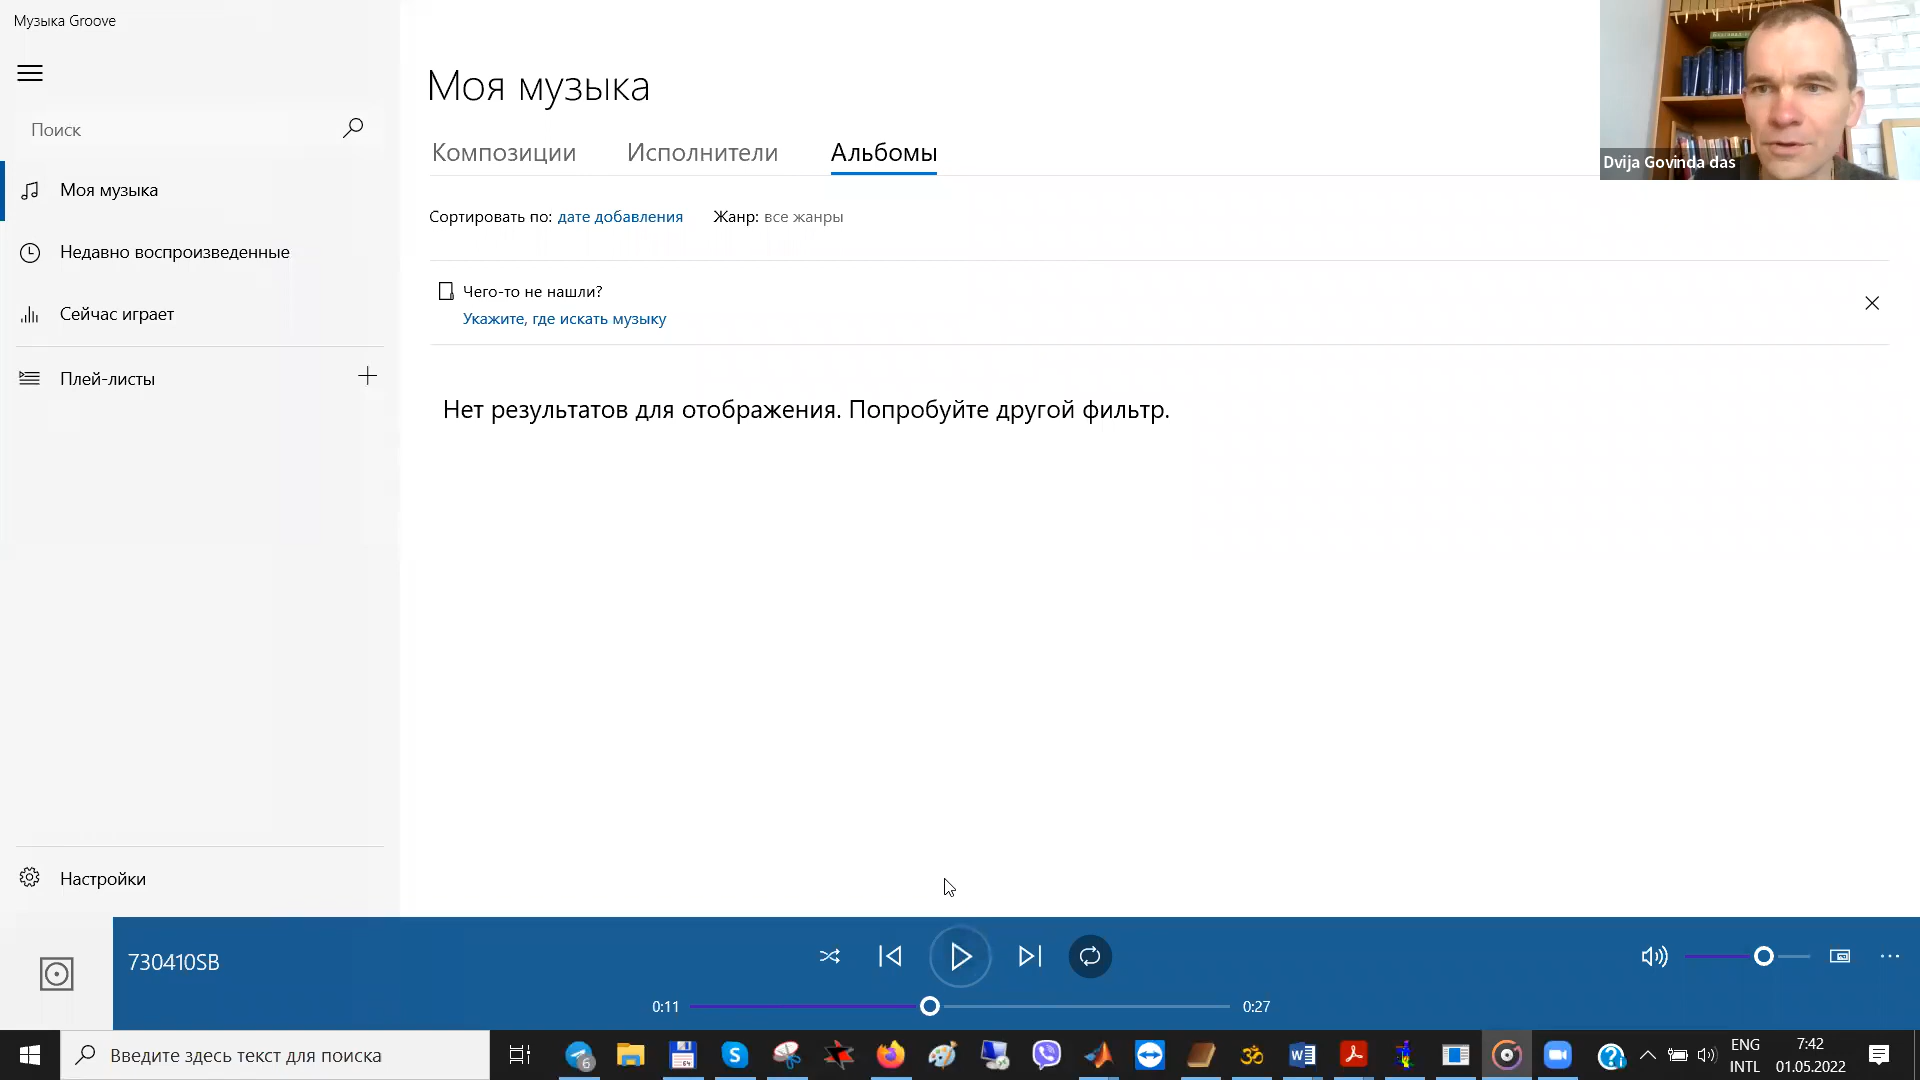 Музыка Groove
Поиск
Моя музыка
Недавно воспроизведенные
Сейчас играет
Плей-листы
Настройки
Моя музыка
Композиции Исполнители Альбомы
Сортировать по: дате добавления Жанр: все жанры
Чего-то не нашли?
Укажите, где искать музыку
Нет результатов для отображения. Попробуйте другой фильтр.
Dvija Govinda das
730410SB
0:11
0:27
Введите здесь текст для поиска
6
64
ENG
INTL
7:42
01.05.2022